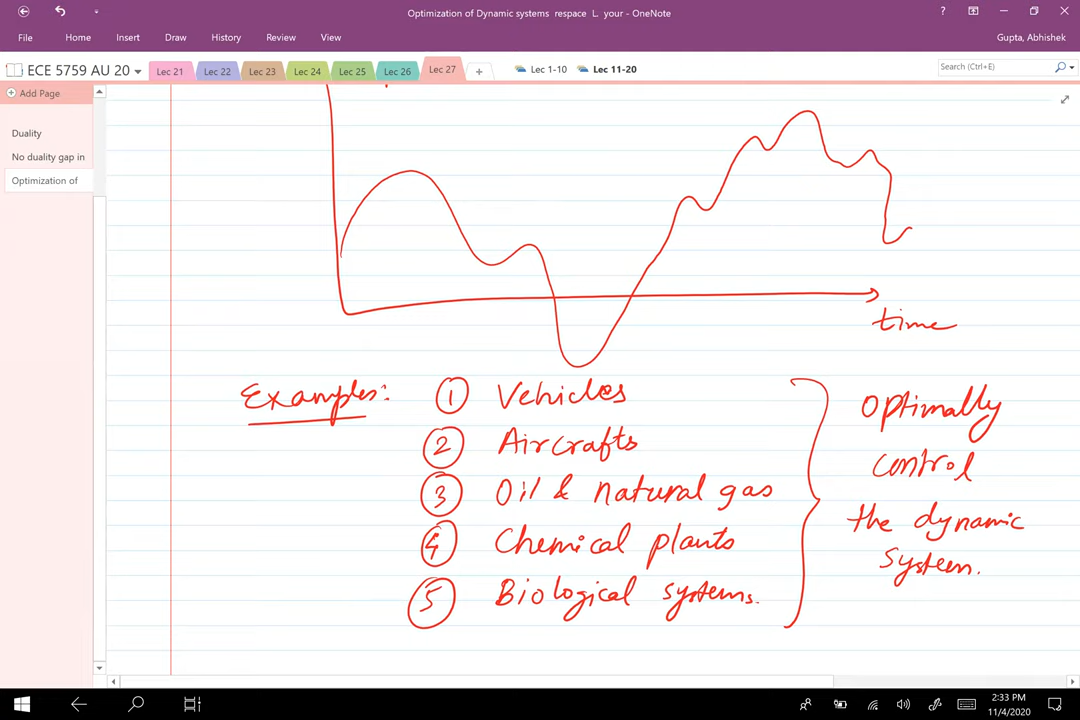 Optimization of Dynamic systems respace L. your - OneNote
?
File Home Insert Draw History Review View
Gupta, Abhishek
ECE 5759 AU 20
Lec 21 Lec 22 Lec 23 Lec 24 Lec 25 Lec 26 Lec 27 + Lec 1-10 Lec 11-20
Search (Ctrl+E)
Add Page
Duality
No duality gap in
Optimization of
time
Examples:
① Vehicles
② Aircrafts
③ Oil & natural gas
④ Chemical plants
⑤ Biological systems.
Optimally
control
the dynamic
system.
2:33 PM
11/4/2020